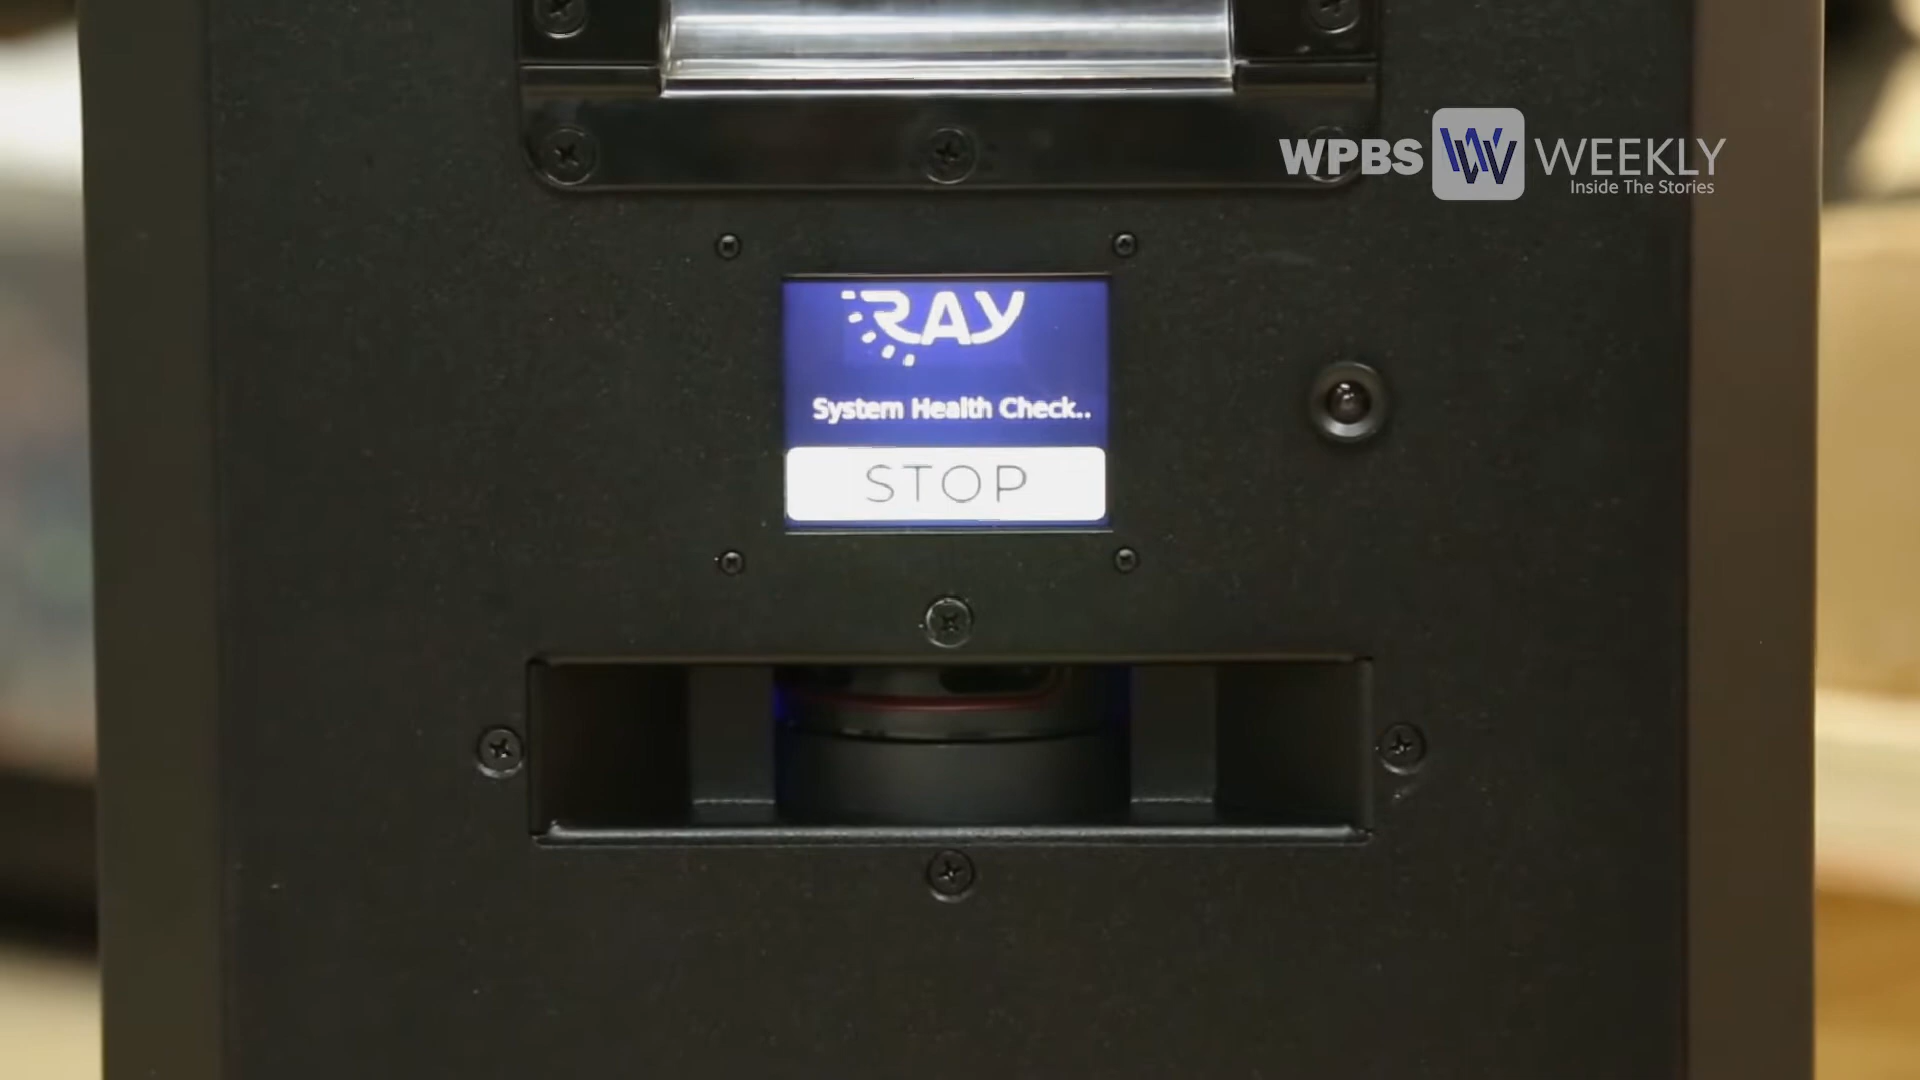 WPBS W WEEKLY
Inside The Stories
RAY
System Health Check..
STOP